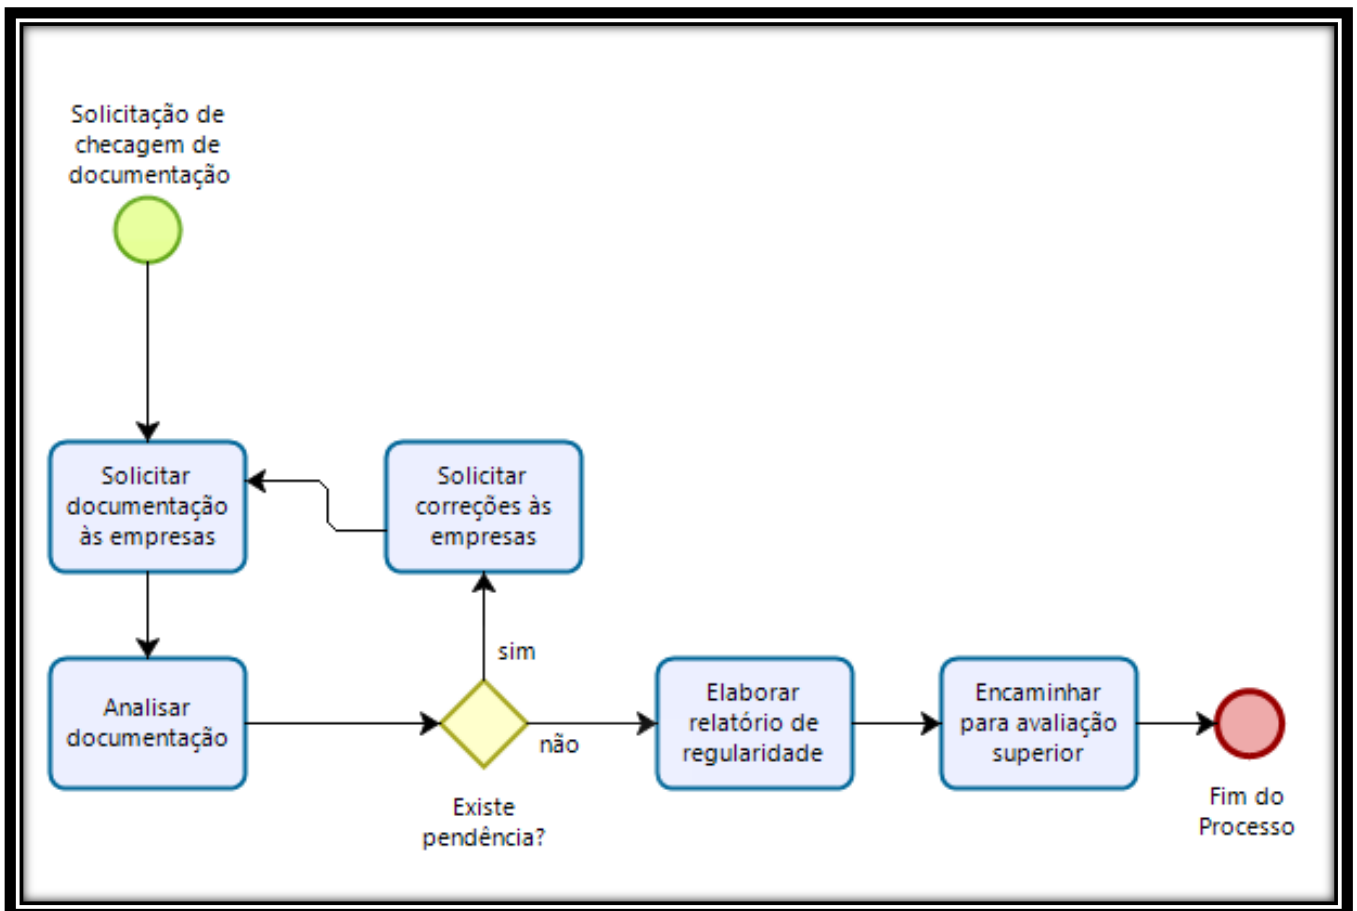 Solicitação de
checagem de
documentação
Solicitar
documentação
às empresas
Solicitar
correções às
empresas
sim
Analisar
documentação
não
Existe
pendência?
Elaborar
relatório de
regularidade
Encaminhar
para avaliação
superior
Fim do
Processo